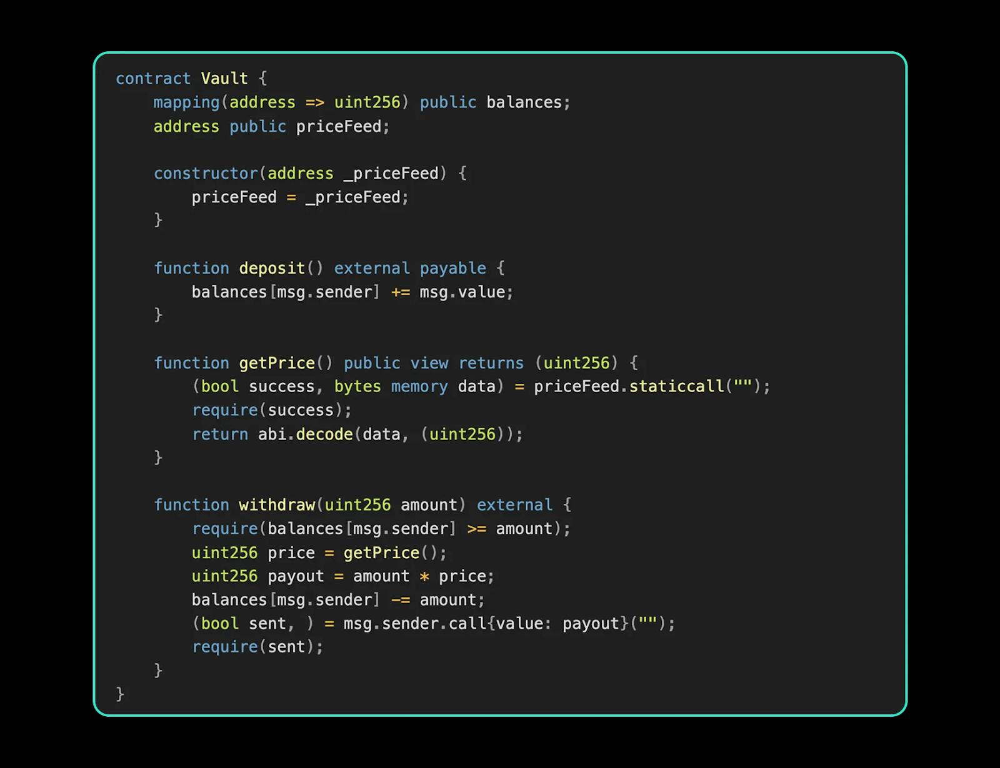 contract Vault {
    mapping(address => uint256) public balances;
    address public priceFeed;

    constructor(address _priceFeed) {
        priceFeed = _priceFeed;
    }

    function deposit() external payable {
        balances[msg.sender] += msg.value;
    }

    function getPrice() public view returns (uint256) {
        (bool success, bytes memory data) = priceFeed.staticcall("");
        require(success);
        return abi.decode(data, (uint256));
    }

    function withdraw(uint256 amount) external {
        require(balances[msg.sender] >= amount);
        uint256 price = getPrice();
        uint256 payout = amount * price;
        balances[msg.sender] -= amount;
        (bool sent, ) = msg.sender.call{value: payout}("");
        require(sent);
    }
}